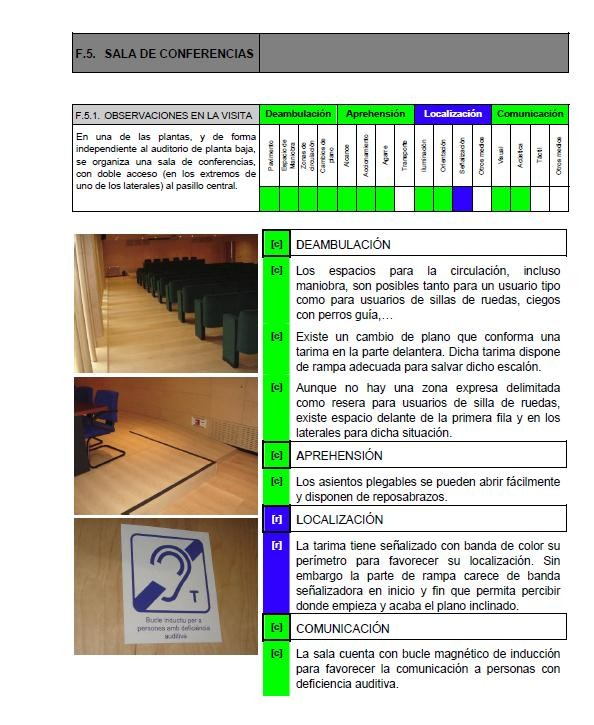 F.5. SALA DE CONFERENCIAS
F.5.1. OBSERVACIONES EN LA VISITA
Deambulación
Aprehensión
Localización
Comunicación
En una de las plantas, y de forma
independiente al auditorio de planta baja,
se organiza una sala de conferencias,
con doble acceso (en los extremos de
uno de los laterales) al pasillo central.
Pavimento
Espacio de
Maniobra
Zonas de
circulación
Cambios de
plano
Alcance
Accionamiento
Agarre
Transporte
Iluminación
Orientación
Señalización
Otros medios
Visual
Acústica
Táctil
Otros medios
[c] DEAMBULACIÓN
[c] Los espacios para la circulación, incluso
maniobra, son posibles tanto para un usuario tipo
como para usuarios de sillas de ruedas, ciegos
con perros guía,…
[c] Existe un cambio de plano que conforma una
tarima en la parte delantera. Dicha tarima dispone
de rampa adecuada para salvar dicho escalón.
[c] Aunque no hay una zona expresa delimitada
como resera para usuarios de silla de ruedas,
existe espacio delante de la primera fila y en los
laterales para dicha situación.
[c] APREHENSIÓN
[c] Los asientos plegables se pueden abrir fácilmente
y disponen de reposabrazos.
[r] LOCALIZACIÓN
[r] La tarima tiene señalizado con banda de color su
perímetro para favorecer su localización. Sin
embargo la parte de rampa carece de banda
señalizadora en inicio y fin que permita percibir
donde empieza y acaba el plano inclinado.
T
Bucle inductiu per a
persones amb deficiència
auditiva
[c] COMUNICACIÓN
[c] La sala cuenta con bucle magnético de inducción
para favorecer la comunicación a personas con
deficiencia auditiva.